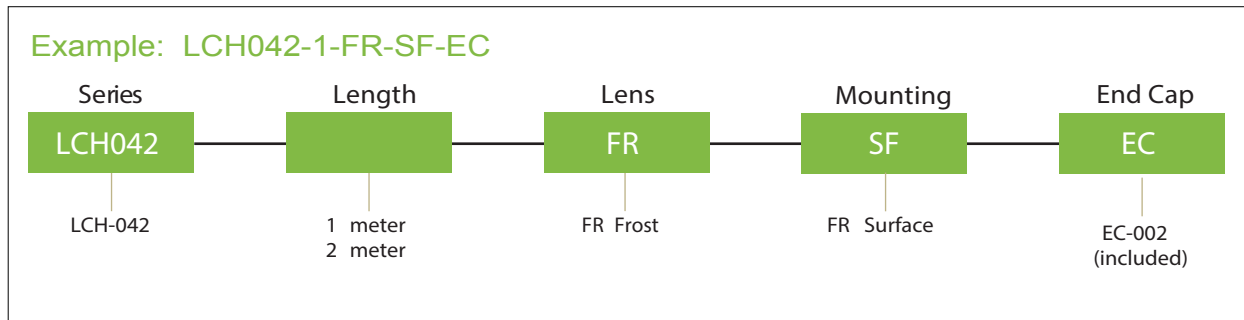 Example: LCH042-1-FR-SF-EC
Series Length Lens Mounting End Cap
LCH042 FR SF EC
LCH-042 1 meter FR Frost FR Surface EC-002
2 meter (included)